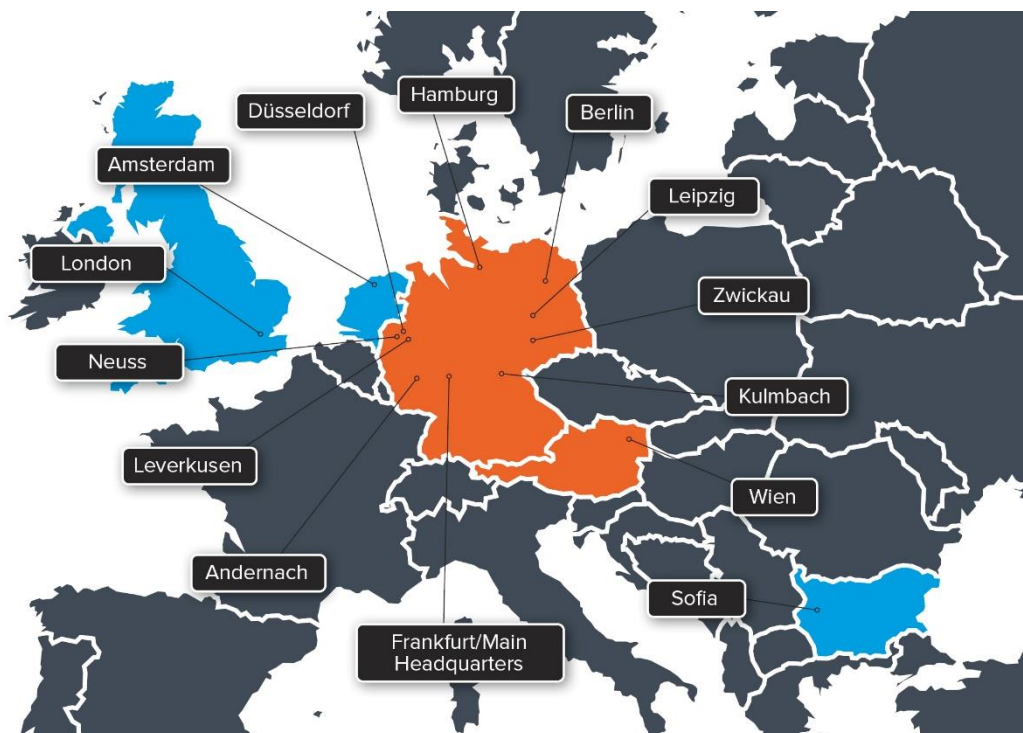 Hamburg
Düsseldorf
Berlin
Amsterdam
Leipzig
London
Zwickau
Neuss
Kulmbach
Leverkusen
Wien
Andernach
Sofia
Frankfurt/Main
Headquarters